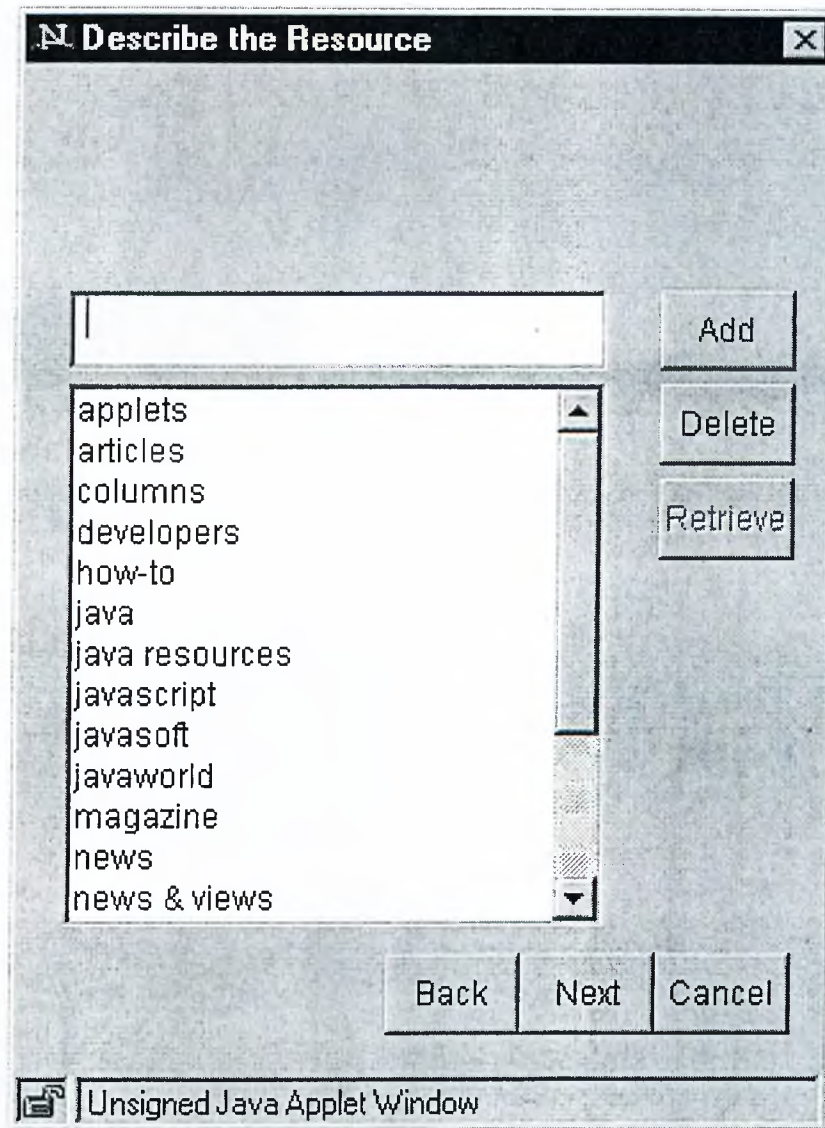 N Describe the Resource
Add
applets
articles
columns
developers
how-to
java
java resources
javascript
javasoft
javaworld
magazine
news
news & views
Delete
Retrieve
Back Next Cancel
Unsigned Java Applet Window